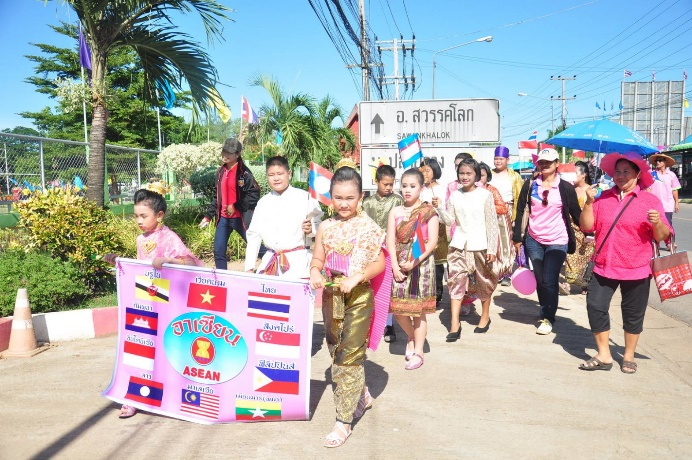 อ. สวรรคโลก
SAWANKHALOK
บรูไน
เวียดนาม
ไทย
กัมพูชา
อาเซียน
สิงคโปร์
อินโดนีเซีย
ASEAN
ฟิลิปปินส์
ลาว
มาเลเซีย